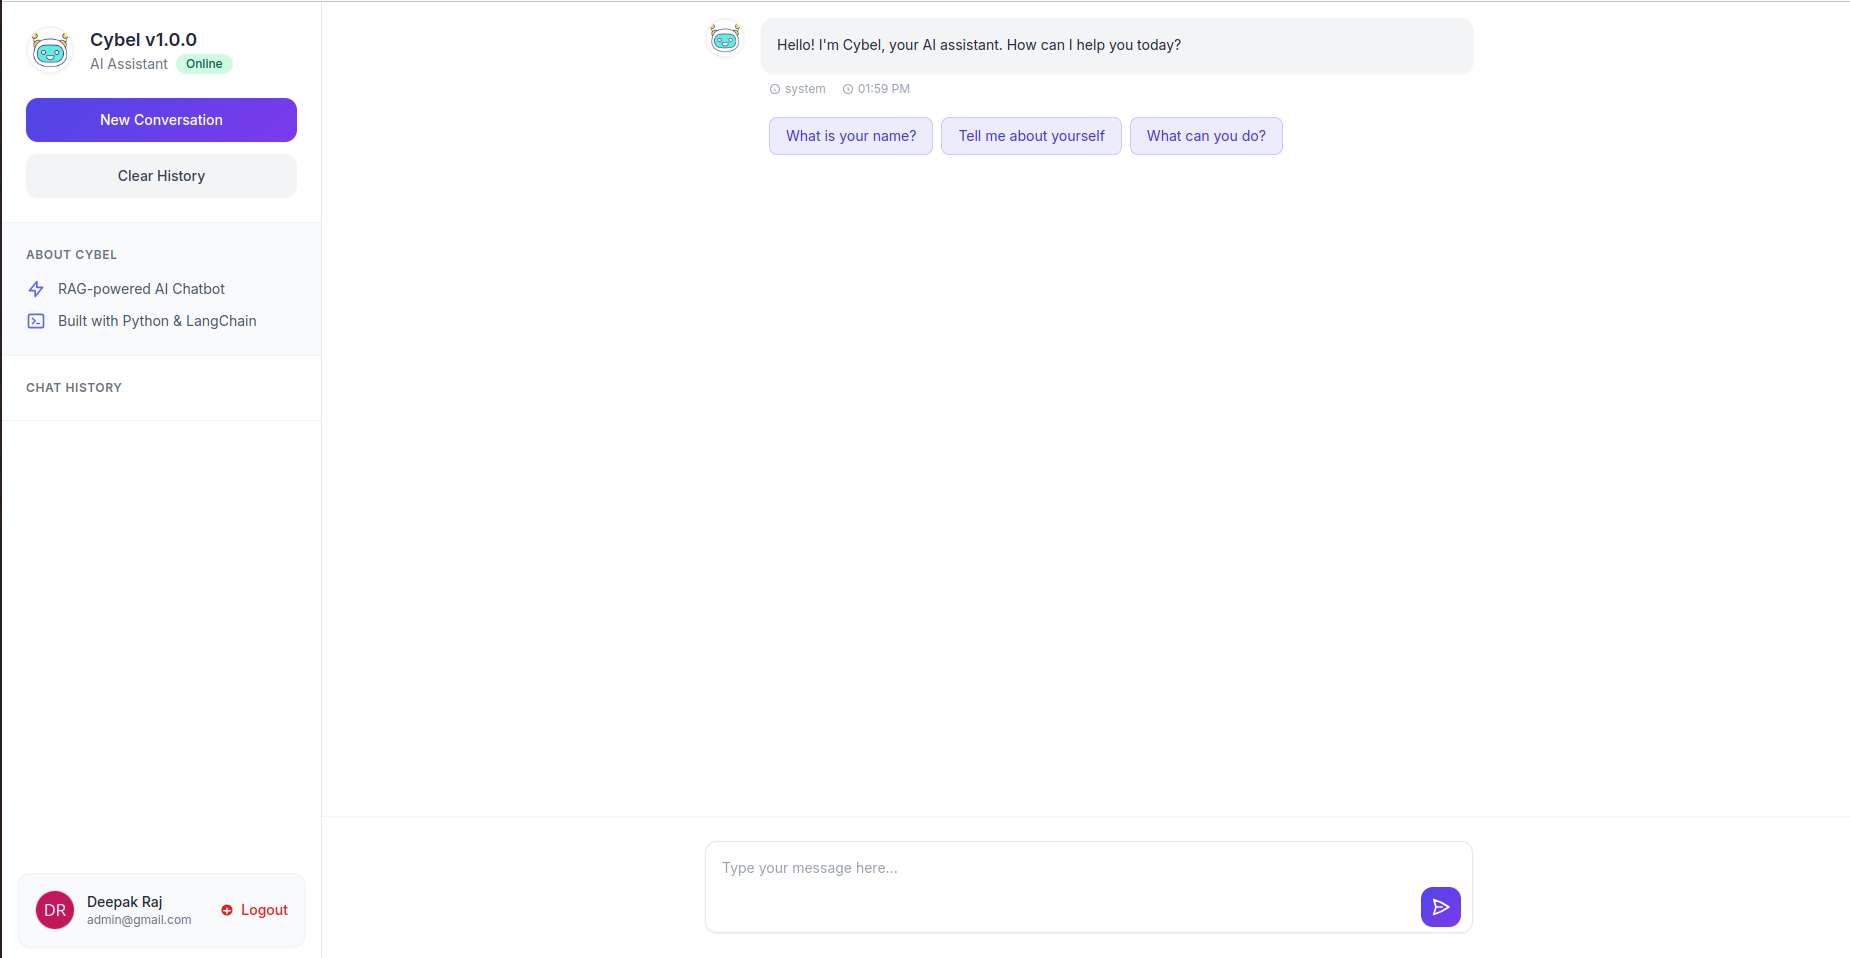 Cybel v1.0.0
AI Assistant Online
New Conversation
Clear History
ABOUT CYBEL
RAG-powered AI Chatbot
Built with Python & LangChain
CHAT HISTORY
DR
Deepak Raj
admin@gmail.com
Logout
Hello! I'm Cybel, your AI assistant. How can I help you today?
system 01:59 PM
What is your name? Tell me about yourself What can you do?
Type your message here...